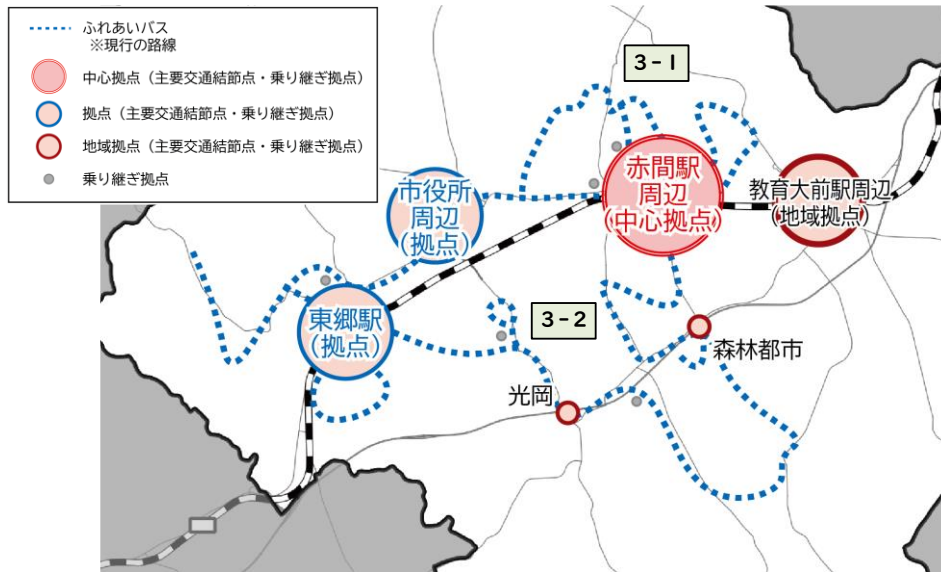 ふれあいバス
※現行の路線
中心拠点（主要交通結節点・乗り継ぎ拠点）
拠点（主要交通結節点・乗り継ぎ拠点）
地域拠点（主要交通結節点・乗り継ぎ拠点）
乗り継ぎ拠点
3-1
赤間駅
周辺
(中心拠点)
教育大前駅周辺
(地域拠点)
市役所
周辺
(拠点)
東郷駅
(拠点)
3-2
森林都市
光岡